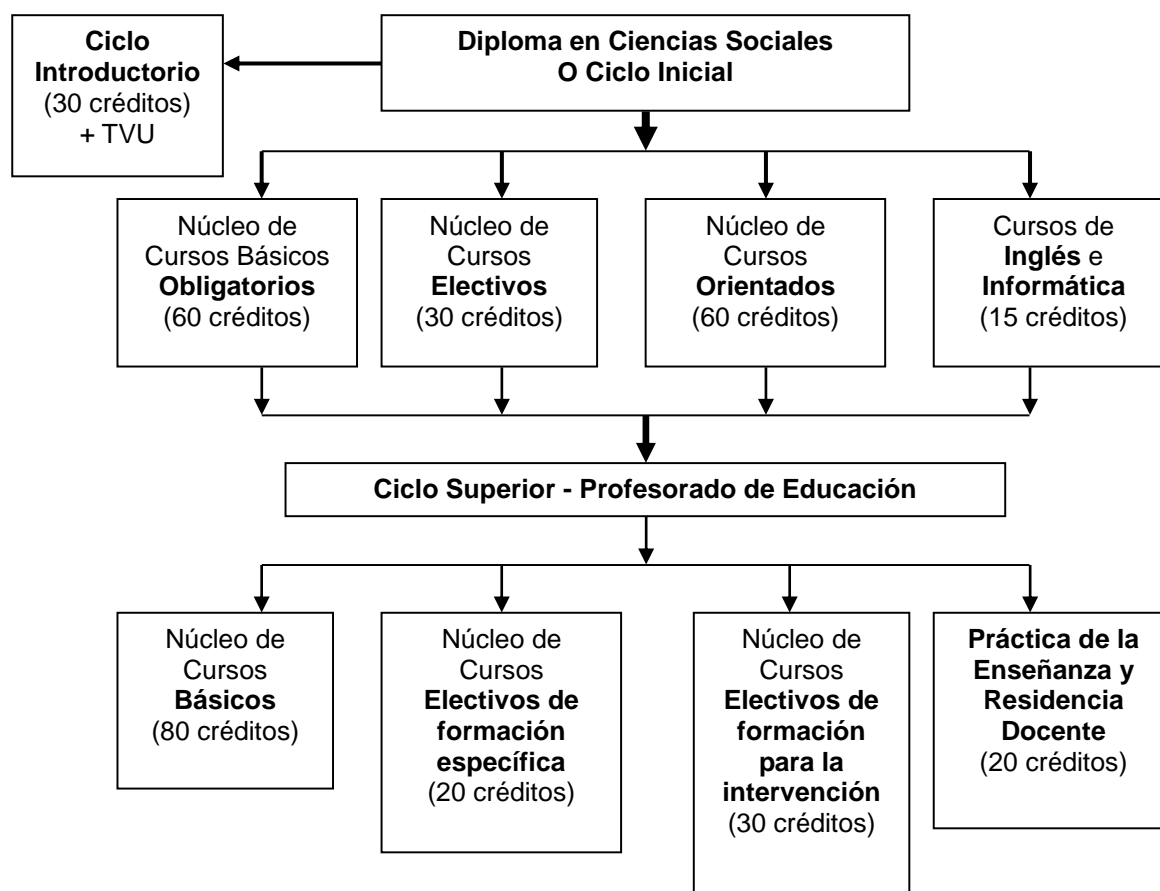 Ciclo
Introductorio
(30 créditos)
+ TVU
Diploma en Ciencias Sociales
O Ciclo Inicial
Núcleo de
Cursos Básicos
Obligatorios
(60 créditos)
Núcleo de
Cursos
Electivos
(30 créditos)
Núcleo de
Cursos
Orientados
(60 créditos)
Cursos de
Inglés e
Informática
(15 créditos)
Ciclo Superior - Profesorado de Educación
Núcleo de
Cursos
Básicos
(80 créditos)
Núcleo de
Cursos
Electivos de
formación
específica
(20 créditos)
Núcleo de
Cursos
Electivos de
formación
para la
intervención
(30 créditos)
Práctica de la
Enseñanza y
Residencia
Docente
(20 créditos)